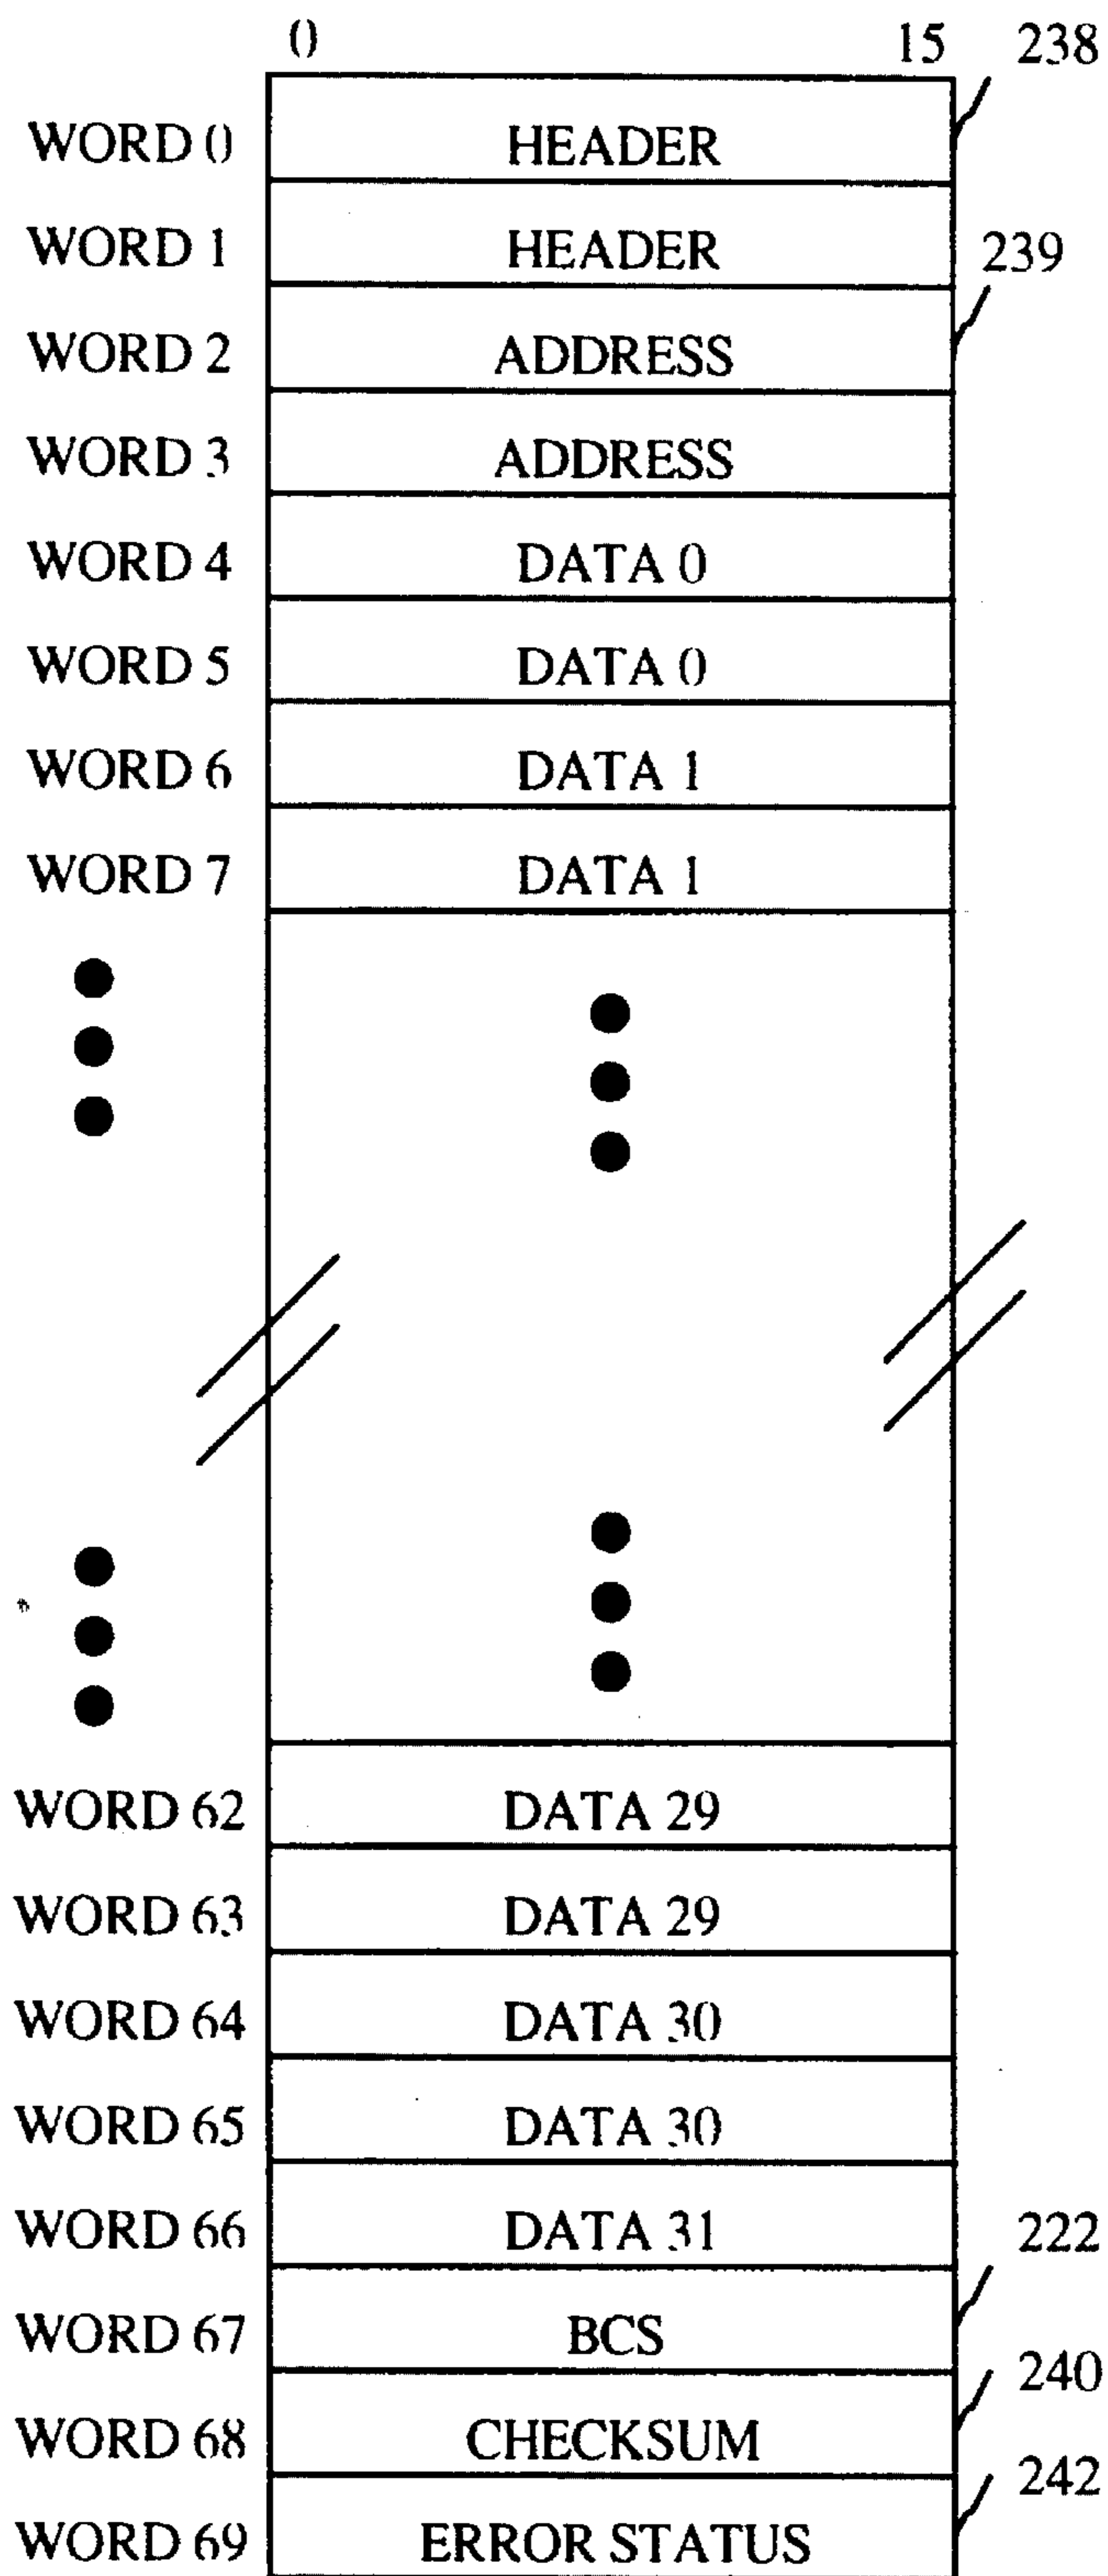 0 15 238
WORD 0 HEADER
WORD 1 HEADER
239
WORD 2 ADDRESS
WORD 3 ADDRESS
WORD 4 DATA 0
WORD 5 DATA 0
WORD 6 DATA 1
WORD 7 DATA 1
WORD 62 DATA 29
WORD 63 DATA 29
WORD 64 DATA 30
WORD 65 DATA 30
WORD 66 DATA 31
222
WORD 67 BCS
240
WORD 68 CHECKSUM
242
WORD 69 ERROR STATUS